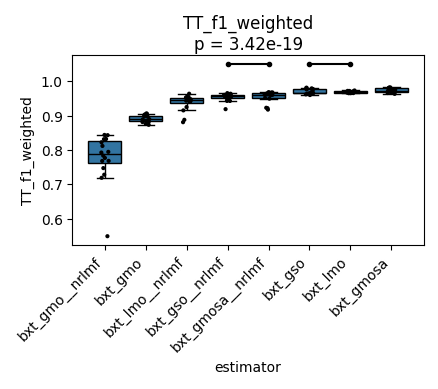 TT_f1_weighted
p = 3.42e-19
TT_f1_weighted
1.0
0.9
0.8
0.7
0.6
bxt_gmo__nrlmf
bxt_gmo
bxt_lmo__nrlmf
bxt_gso__nrlmf
bxt_gmosa__nrlmf
bxt_gso
bxt_lmo
bxt_gmosa
estimator